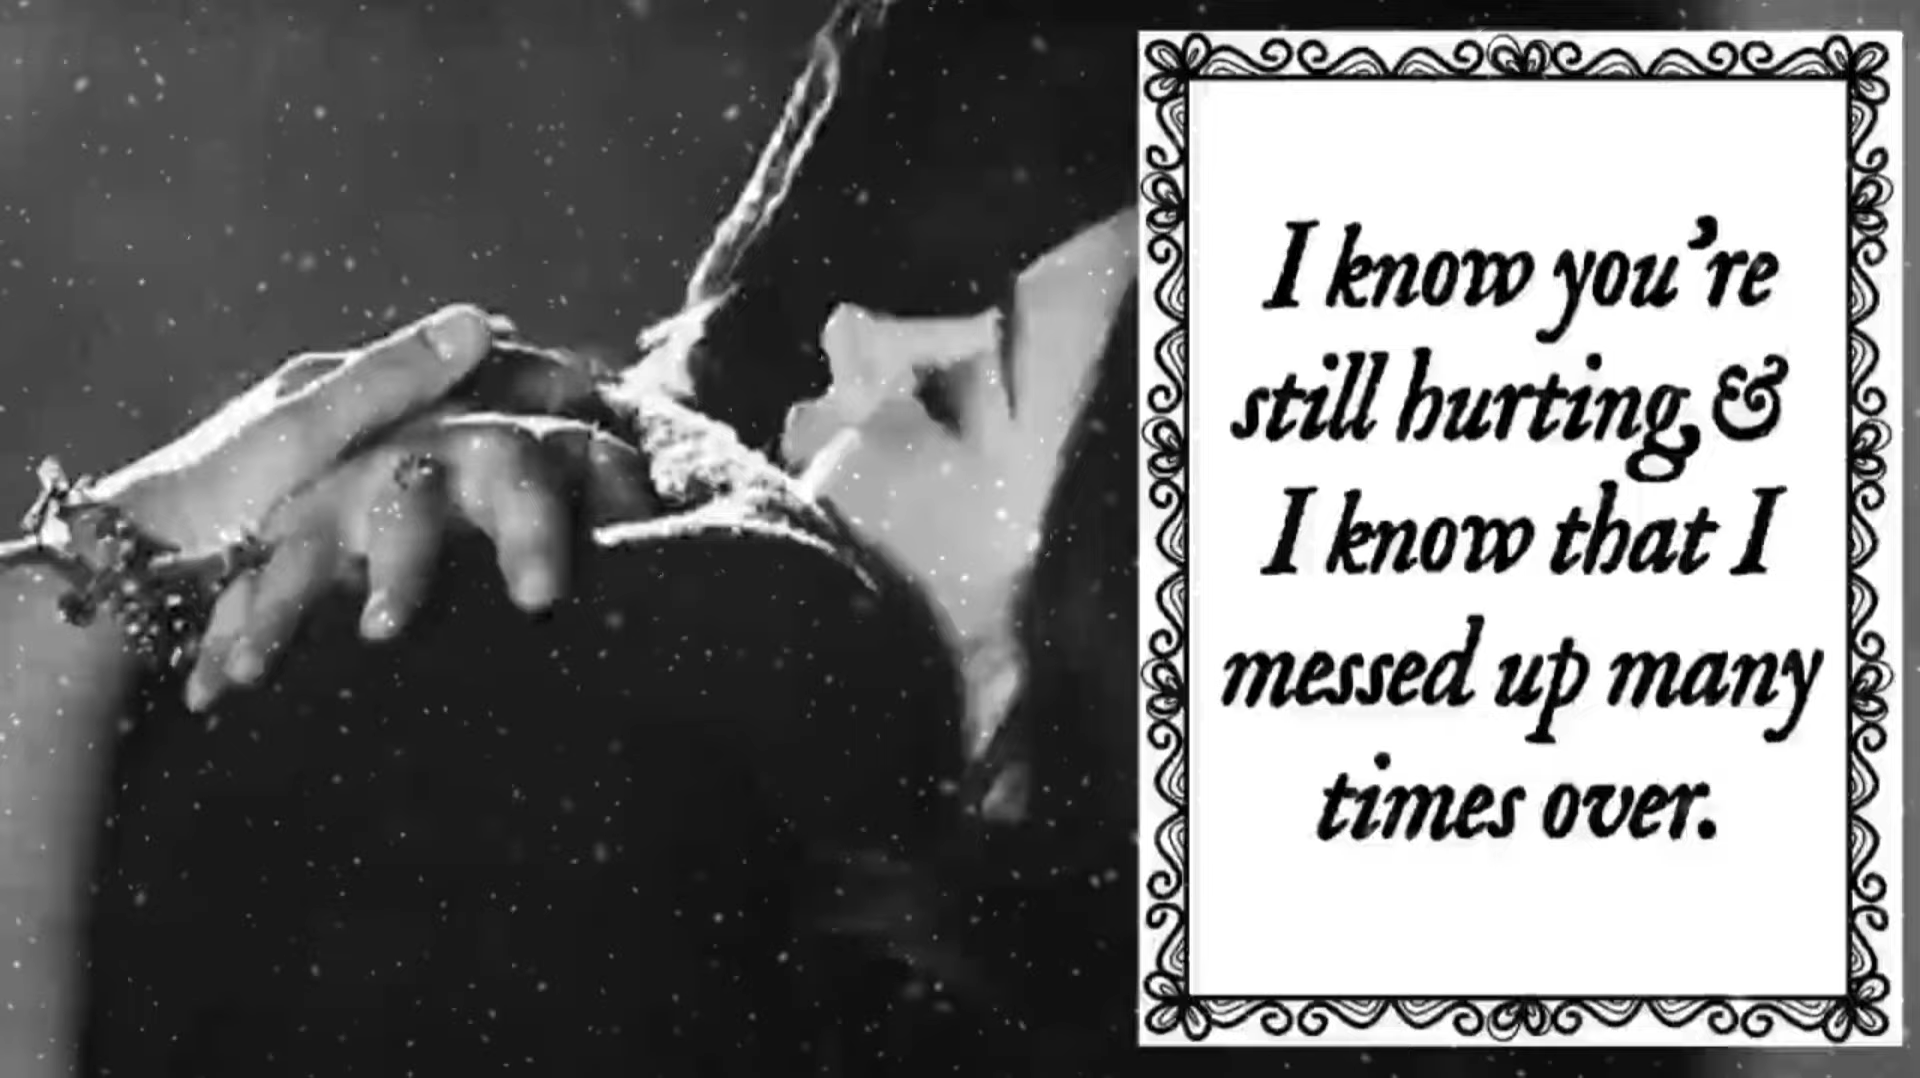 I know you're
still hurting &
I know that I
messed up many
times over.